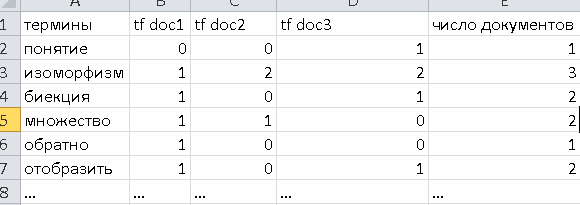 A B C D E
1 термины tf doc1 tf doc2 tf doc3 число документов
2 понятие 0 0 1 1
3 изоморфизм 1 2 2 3
4 биекция 1 0 1 2
5 множество 1 1 0 2
6 обратно 1 0 0 1
7 отобразить 1 0 1 2
8 ... ... ... ... ...